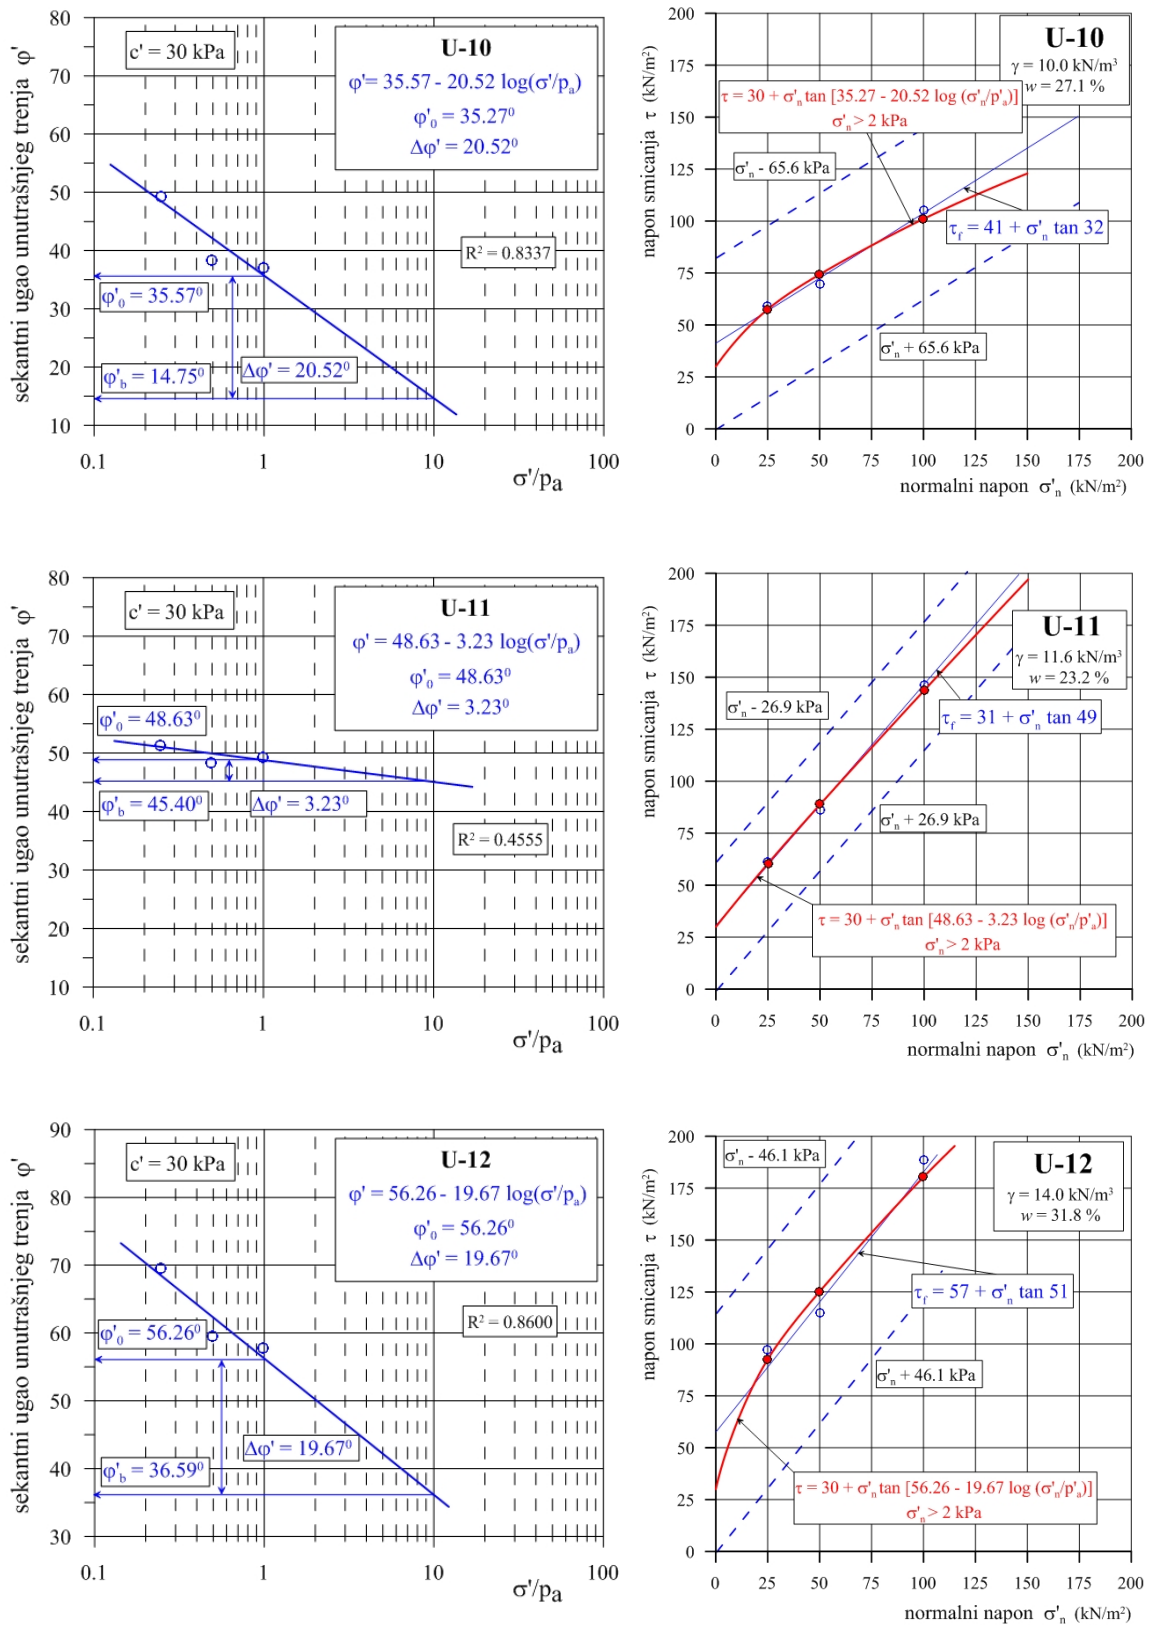 80
70
60
50
40
30
20
10
sekantni ugao unutrašnjeg trenja φ'
c' = 30 kPa
U-10
φ'= 35.57 - 20.52 log(σ'/pa)
φ'0 = 35.27⁰
Δφ' = 20.52⁰
R² = 0.8337
φ'0 = 35.57⁰
φ'b = 14.75⁰
Δφ' = 20.52⁰
0.1 1 10 100
σ'/pa
200
175
150
125
100
75
50
25
0
napon smicanja τ (kN/m²)
U-10
γ = 10.0 kN/m³
w = 27.1 %
τ = 30 + σ'n tan [35.27 - 20.52 log (σ'n/p'a)]
σ'n > 2 kPa
σ'n - 65.6 kPa
τf = 41 + σ'n tan 32
σ'n + 65.6 kPa
0 25 50 75 100 125 150 175 200
normalni napon σ'n (kN/m²)
80
70
60
50
40
30
20
10
sekantni ugao unutrašnjeg trenja φ'
c' = 30 kPa
U-11
φ' = 48.63 - 3.23 log(σ'/pa)
φ'0 = 48.63⁰
Δφ' = 3.23⁰
φ'0 = 48.63⁰
φ'b = 45.40⁰
Δφ' = 3.23⁰
R² = 0.4555
0.1 1 10 100
σ'/pa
200
175
150
125
100
75
50
25
0
napon smicanja τ (kN/m²)
U-11
γ = 11.6 kN/m³
w = 23.2 %
σ'n - 26.9 kPa
τf = 31 + σ'n tan 49
σ'n + 26.9 kPa
τ = 30 + σ'n tan [48.63 - 3.23 log (σ'n/p'a)]
σ'n > 2 kPa
0 25 50 75 100 125 150 175 200
normalni napon σ'n (kN/m²)
90
80
70
60
50
40
30
sekantni ugao unutrašnjeg trenja φ'
c' = 30 kPa
U-12
φ' = 56.26 - 19.67 log(σ'/pa)
φ'0 = 56.26⁰
Δφ' = 19.67⁰
R² = 0.8600
φ'0 = 56.26⁰
Δφ' = 19.67⁰
φ'b = 36.59⁰
0.1 1 10 100
σ'/pa
200
175
150
125
100
75
50
25
0
napon smicanja τ (kN/m²)
σ'n - 46.1 kPa
U-12
γ = 14.0 kN/m³
w = 31.8 %
τf = 57 + σ'n tan 51
σ'n + 46.1 kPa
τ = 30 + σ'n tan [56.26 - 19.67 log (σ'n/p'a)]
σ'n > 2 kPa
0 25 50 75 100 125 150 175 200
normalni napon σ'n (kN/m²)